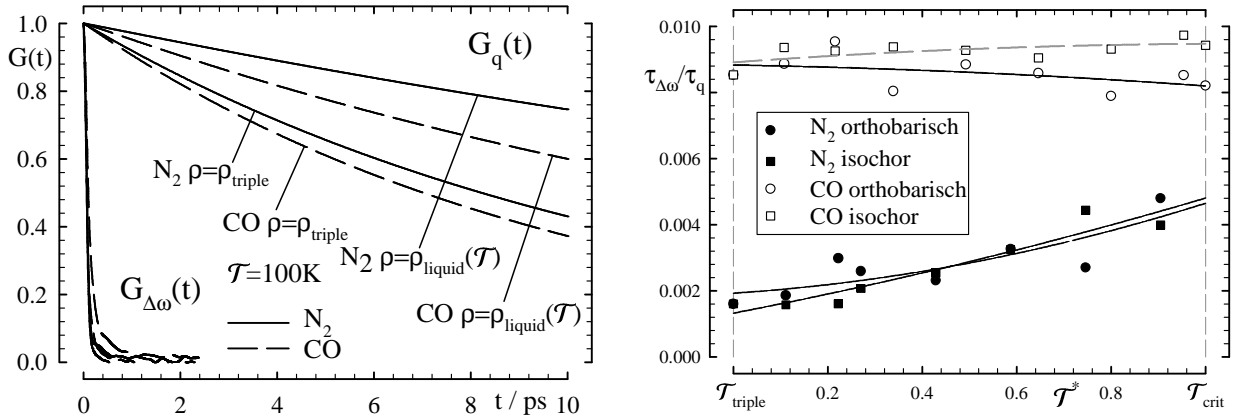 1.0
G(t)
0.8
0.6
0.4
0.2
0.0
G_q(t)
N₂ ρ=ρ_triple
CO ρ=ρ_triple
N2 ρ=ρ_liquid(T)
CO ρ=ρ_liquid(T)
T=100K
G_Δω(t)
N₂
CO
0 2 4 6 8 t / ps 10
0.010
τ_Δω/τ_q
0.006
0.004
0.002
0.000
N₂ orthobarisch
N₂ isochor
CO orthobarisch
CO isochor
T_triple 0.2 0.4 0.6 T* 0.8 T_crit